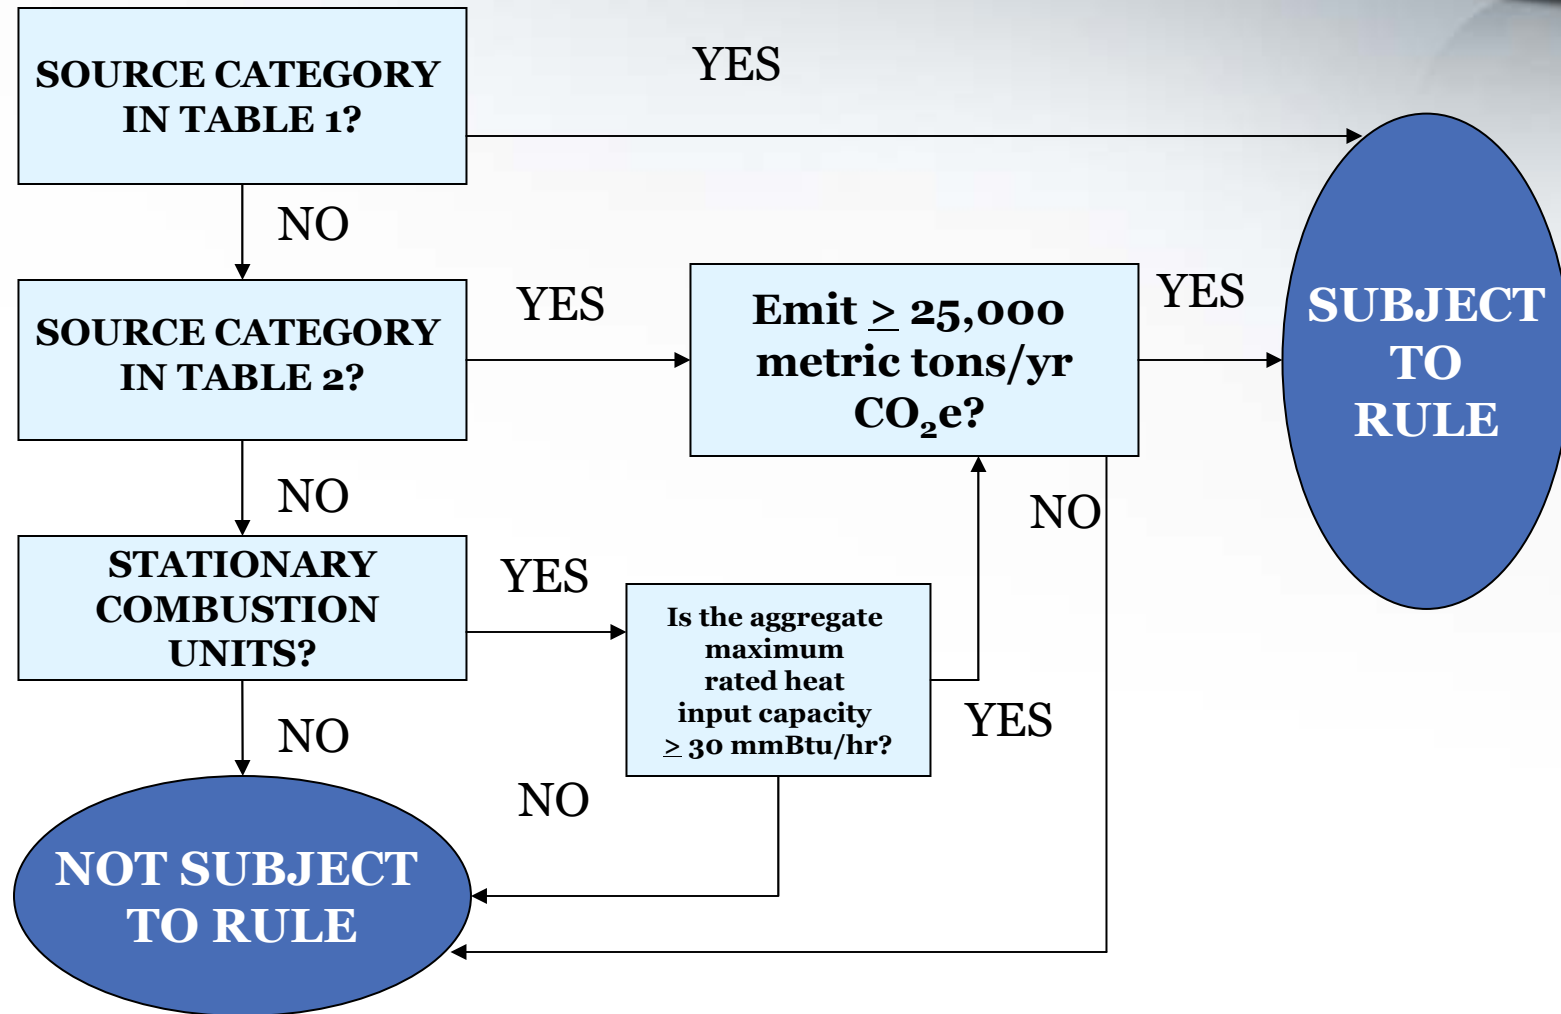 SOURCE CATEGORY
IN TABLE 1?
YES
NO
SOURCE CATEGORY
IN TABLE 2?
YES
Emit ≥ 25,000
metric tons/yr
CO₂e?
YES
SUBJECT
TO
RULE
NO
NO
STATIONARY
COMBUSTION
UNITS?
YES
Is the aggregate
maximum
rated heat
input capacity
≥ 30 mmBtu/hr?
YES
NO
NO
NOT SUBJECT
TO RULE